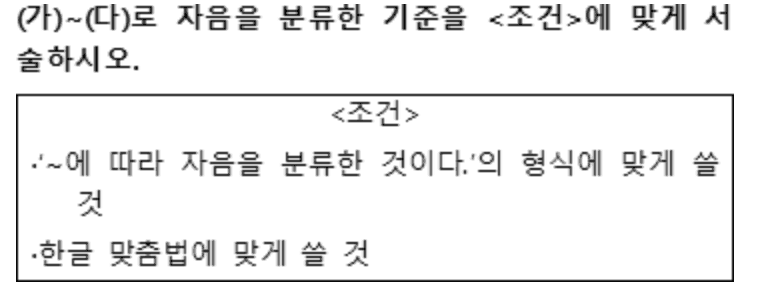 (가)~(다)로 자음을 분류한 기준을 <조건>에 맞게 서
술하시오.
<조건>
·‘~에 따라 자음을 분류한 것이다.’의 형식에 맞게 쓸
것
·한글 맞춤법에 맞게 쓸 것